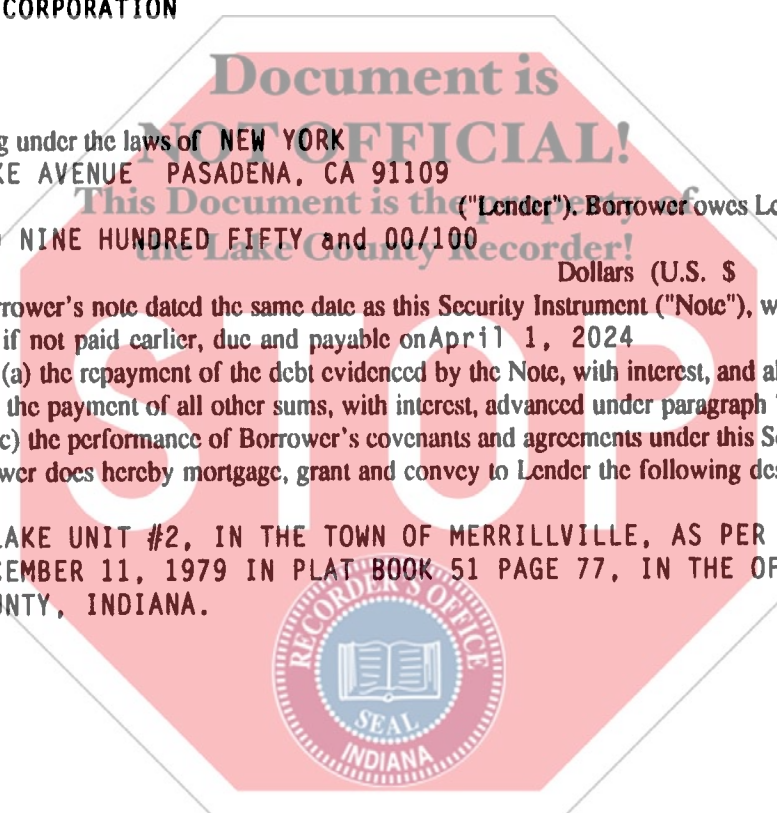 CORPORATION
Document is
NOT OFFICIAL!
g under the laws of NEW YORK
KE AVENUE PASADENA, CA 91109
This Document is the property of
("Lender"). Borrower owes Le
NINE HUNDRED FIFTY and 00/100
the Lake County Recorder!
Dollars (U.S. $
rrower's note dated the same date as this Security Instrument ("Note"), w
if not paid earlier, due and payable on April 1, 2024
(a) the repayment of the debt evidenced by the Note, with interest, and al
the payment of all other sums, with interest, advanced under paragraph
c) the performance of Borrower's covenants and agreements under this Se
wer does hereby mortgage, grant and convey to Lender the following des
STOP
LAKE UNIT #2, IN THE TOWN OF MERRILLVILLE, AS PER
CEMBER 11, 1979 IN PLAT BOOK 51 PAGE 77, IN THE OF
UNTY, INDIANA.
RECORDER'S OFFICE
SEAL
INDIANA